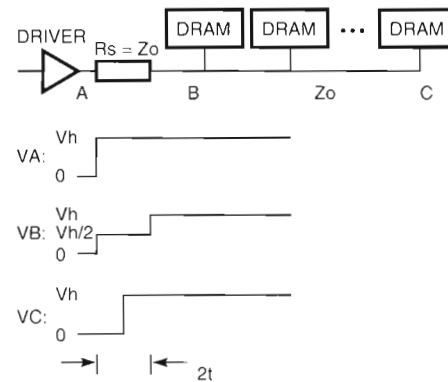 DRIVER
Rs = Zo
DRAM DRAM ••• DRAM
A B Zo C
Vh
VA:
0
Vh
VB: Vh/2
0
Vh
VC:
0
2t